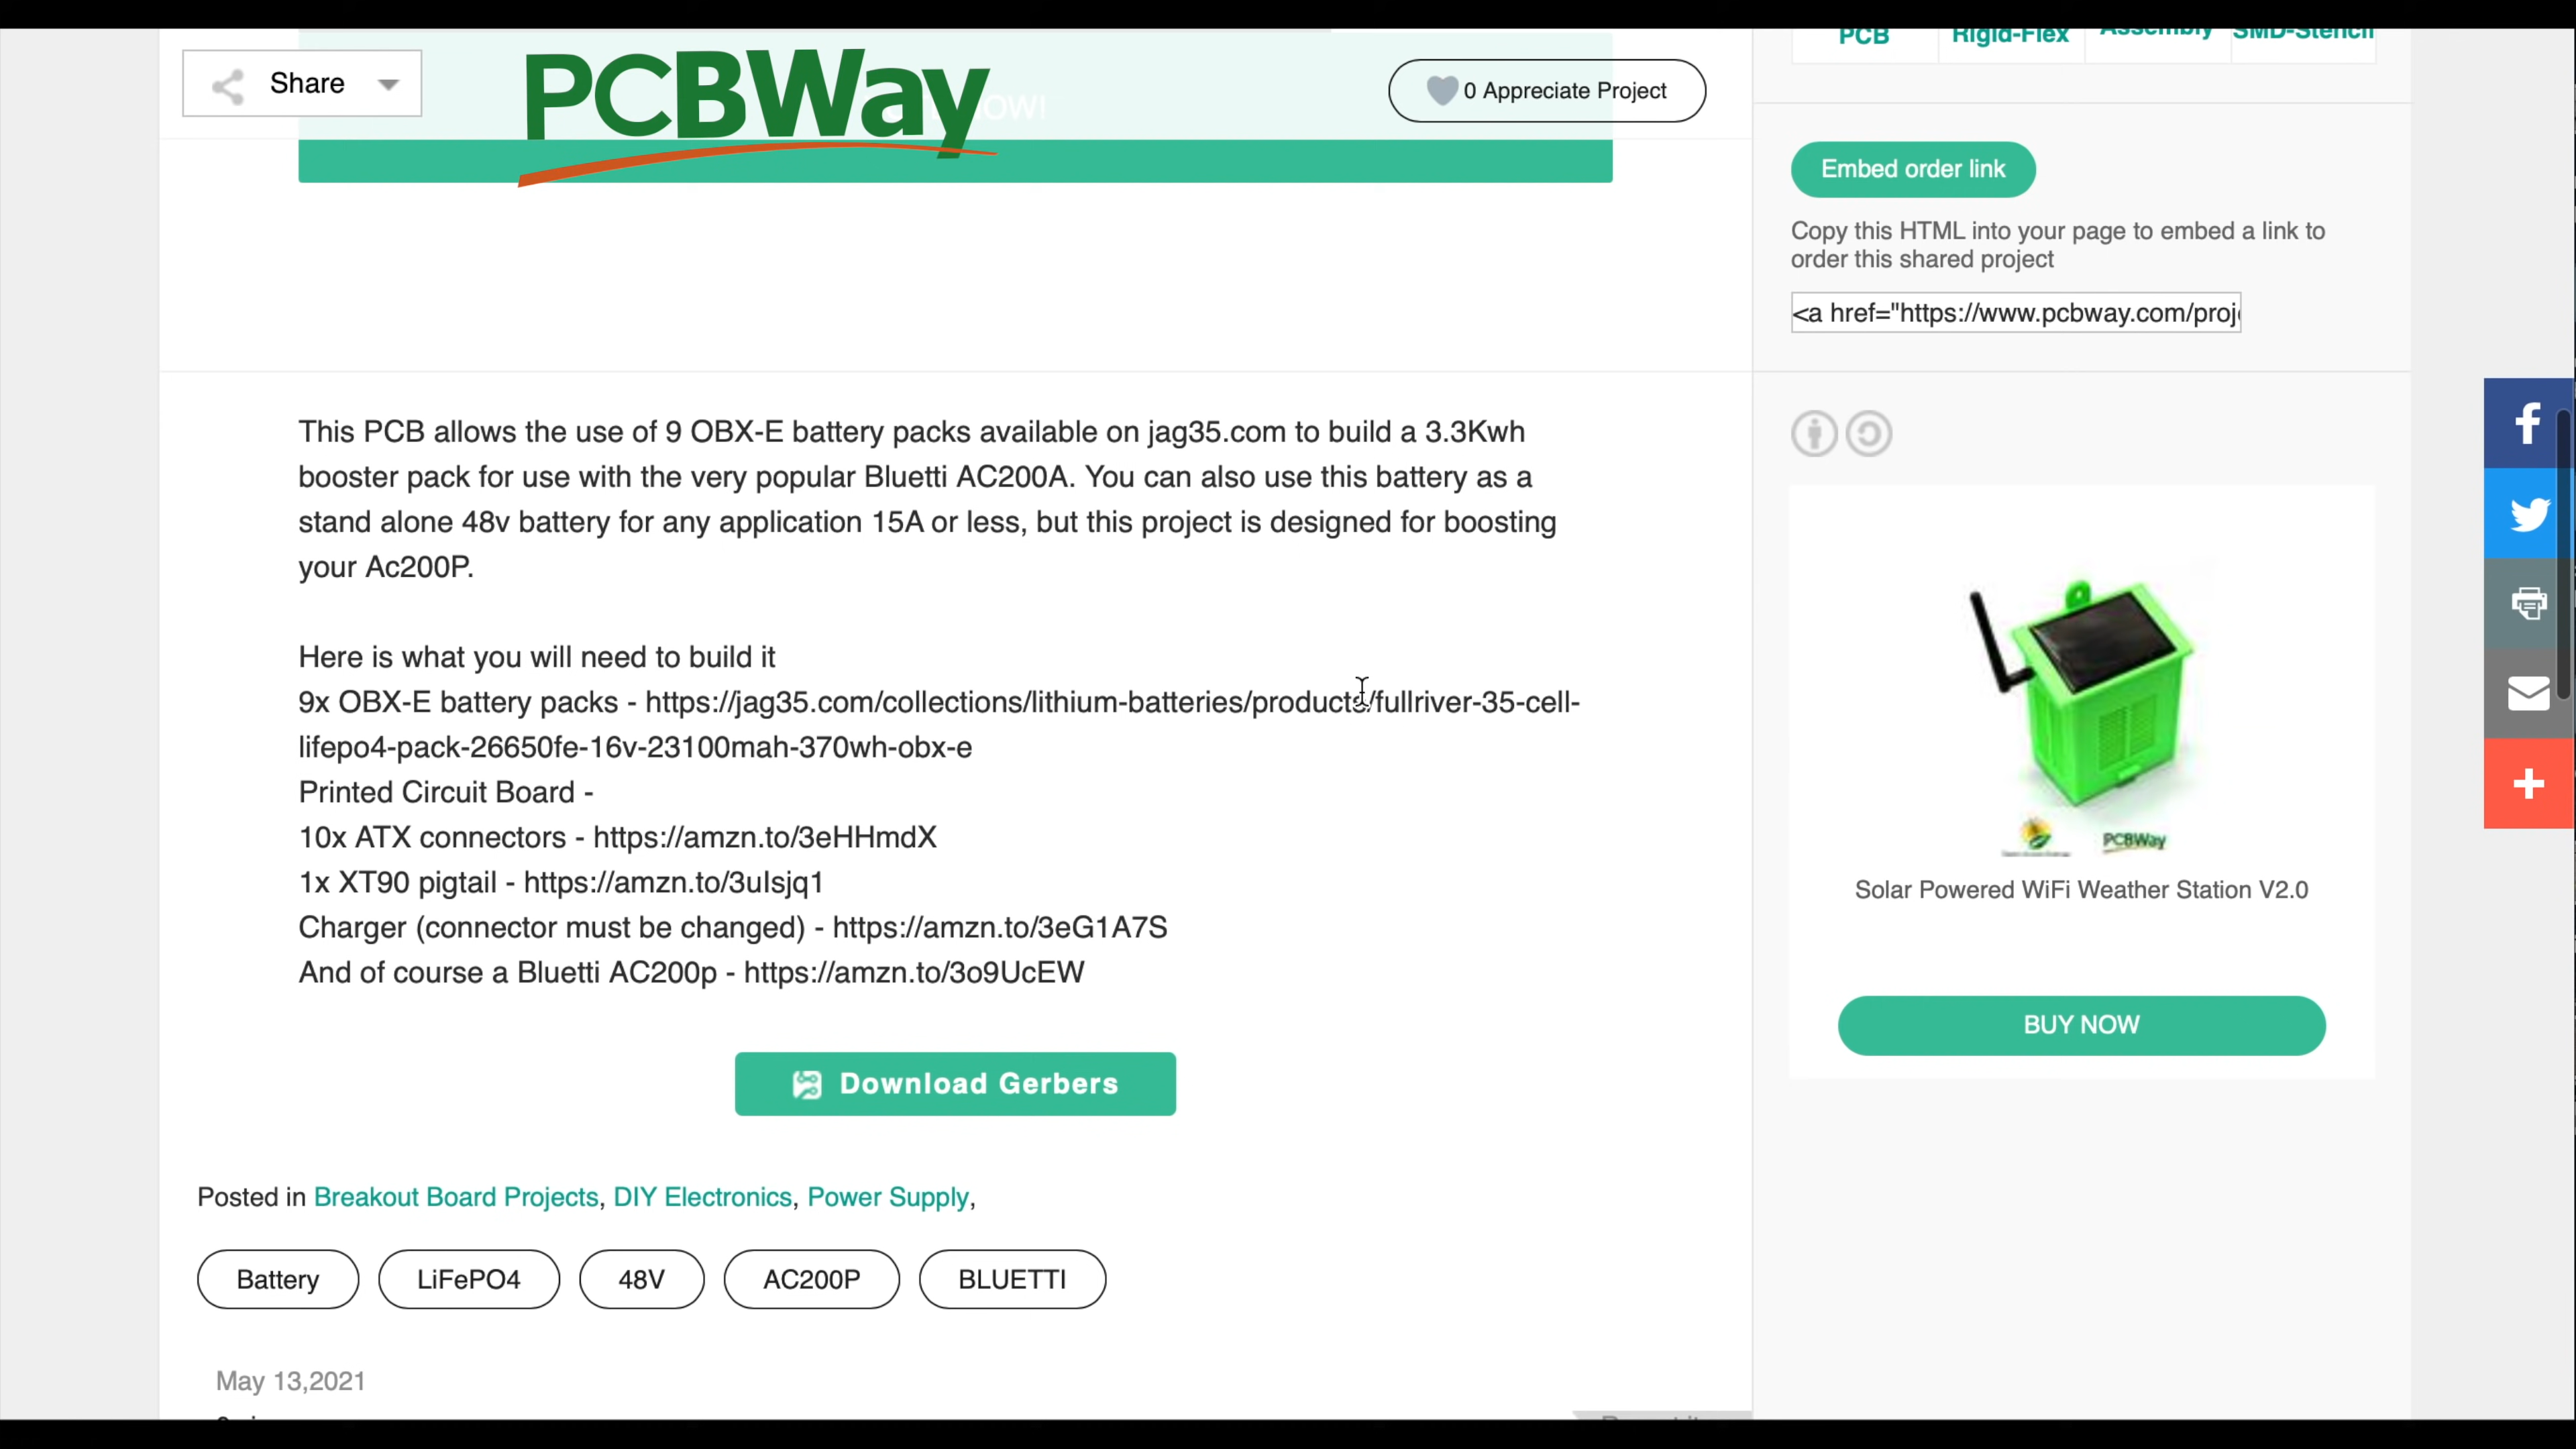 PCB
Rigid-Flex
Assembly
SMD-Stencil
Share
PCBWay
OW!
0 Appreciate Project
Embed order link
Copy this HTML into your page to embed a link to
order this shared project
<a href="https://www.pcbway.com/proj
This PCB allows the use of 9 OBX-E battery packs available on jag35.com to build a 3.3Kwh
booster pack for use with the very popular Bluetti AC200A. You can also use this battery as a
stand alone 48v battery for any application 15A or less, but this project is designed for boosting
your Ac200P.
Here is what you will need to build it
9x OBX-E battery packs - https://jag35.com/collections/lithium-batteries/products/fullriver-35-cell-
lifepo4-pack-26650fe-16v-23100mah-370wh-obx-e
Printed Circuit Board -
10x ATX connectors - https://amzn.to/3eHHmdX
1x XT90 pigtail - https://amzn.to/3uIsjq1
Charger (connector must be changed) - https://amzn.to/3eG1A7S
And of course a Bluetti AC200p - https://amzn.to/3o9UcEW
Download Gerbers
Posted in Breakout Board Projects, DIY Electronics, Power Supply,
Battery
LiFePO4
48V
AC200P
BLUETTI
May 13,2021
PCBWay
Solar Powered WiFi Weather Station V2.0
BUY NOW